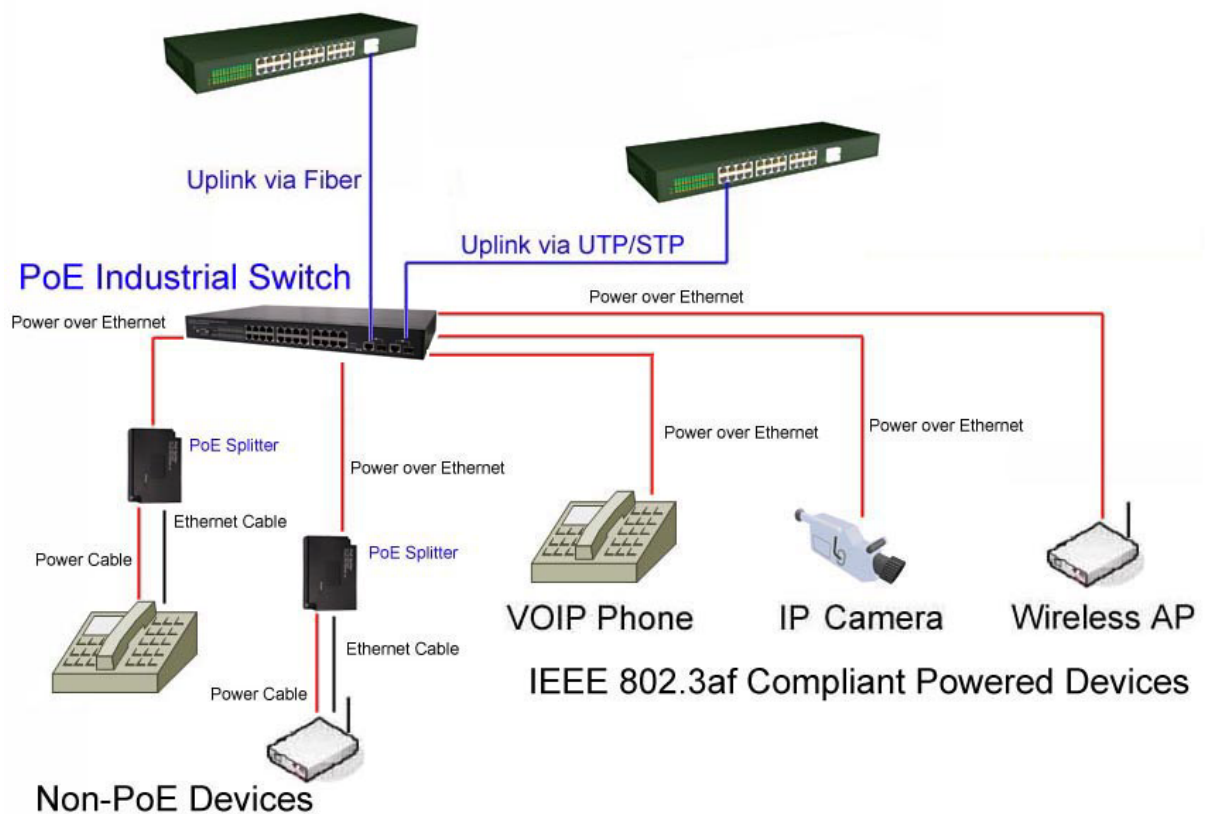 Uplink via Fiber
Uplink via UTP/STP
PoE Industrial Switch
Power over Ethernet
Power over Ethernet
PoE Splitter
Power over Ethernet
Power over Ethernet
Power over Ethernet
Ethernet Cable
Power Cable
PoE Splitter
VOIP Phone
IP Camera
Wireless AP
Ethernet Cable
Power Cable
IEEE 802.3af Compliant Powered Devices
Non-PoE Devices